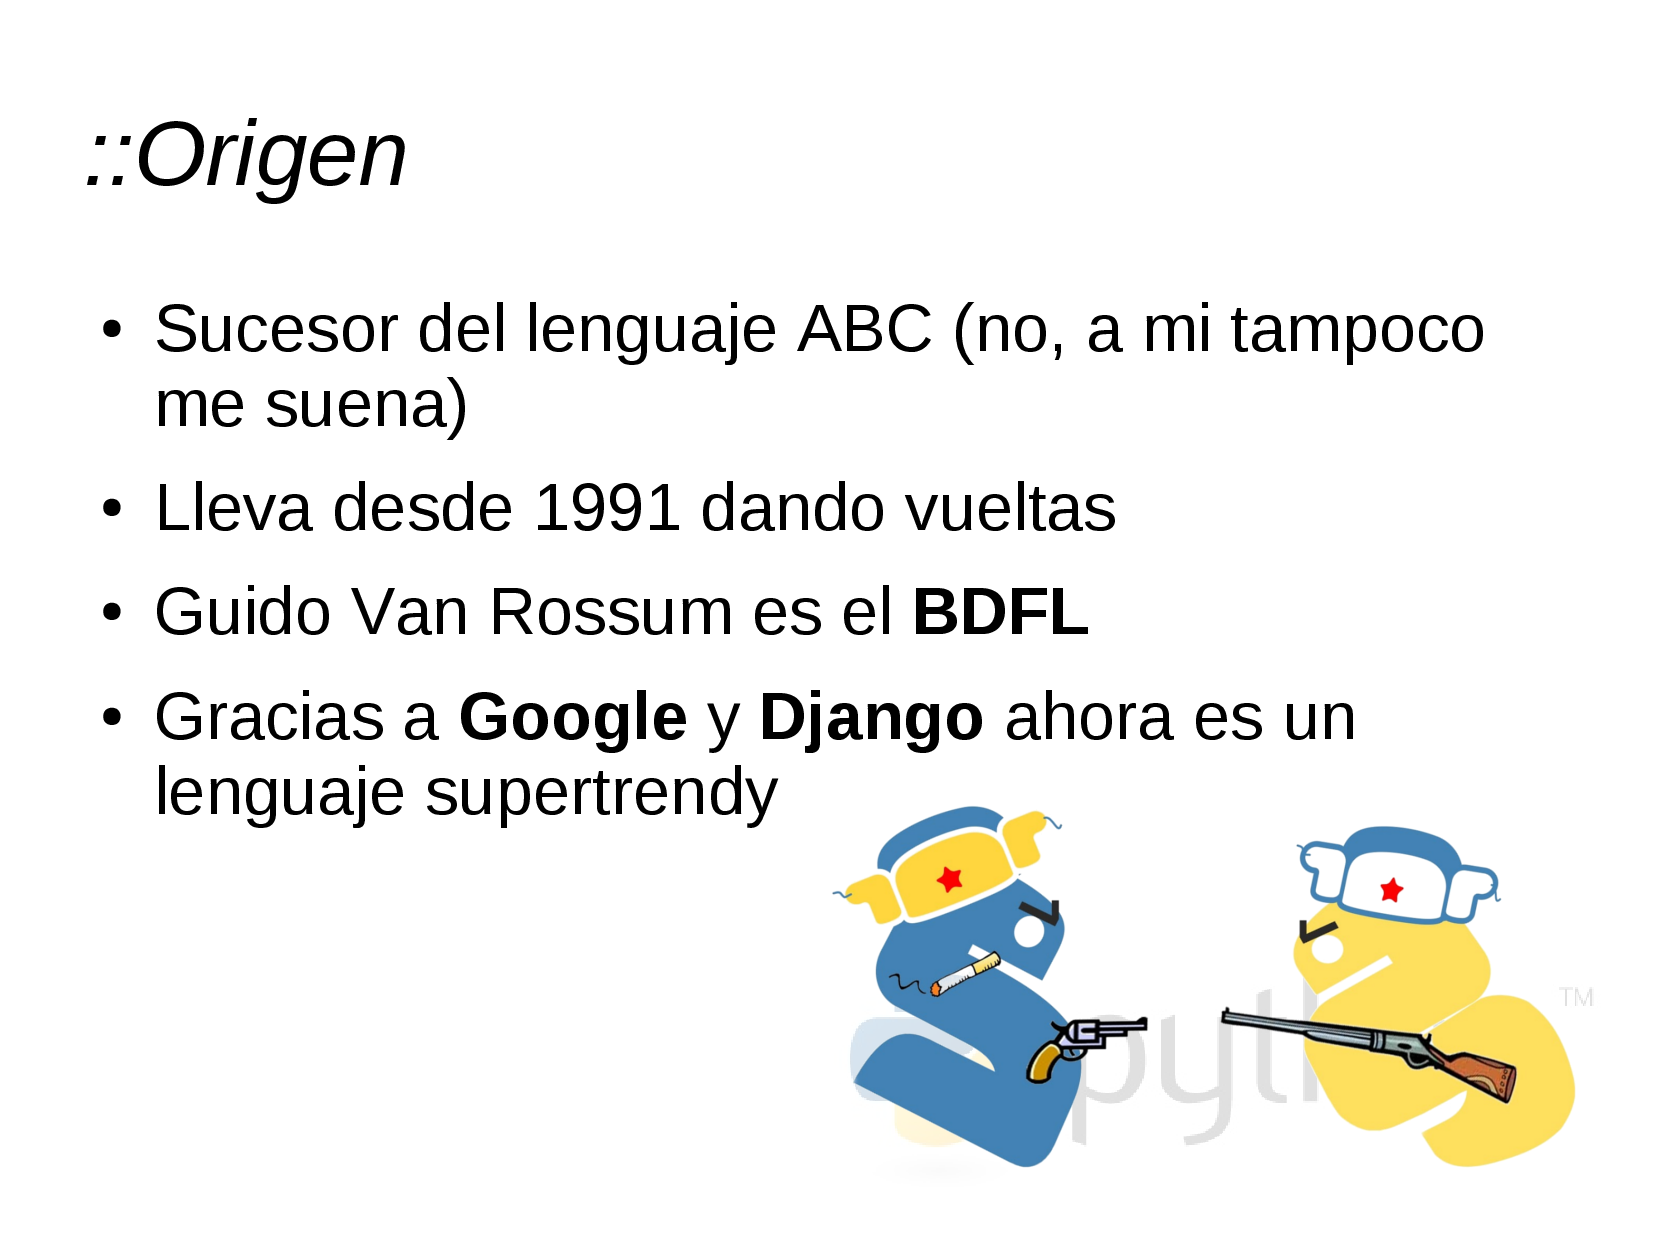 ::Origen
• Sucesor del lenguaje ABC (no, a mi tampoco
me suena)
• Lleva desde 1991 dando vueltas
• Guido Van Rossum es el BDFL
• Gracias a Google y Django ahora es un
lenguaje supertrendy
pyth
TM